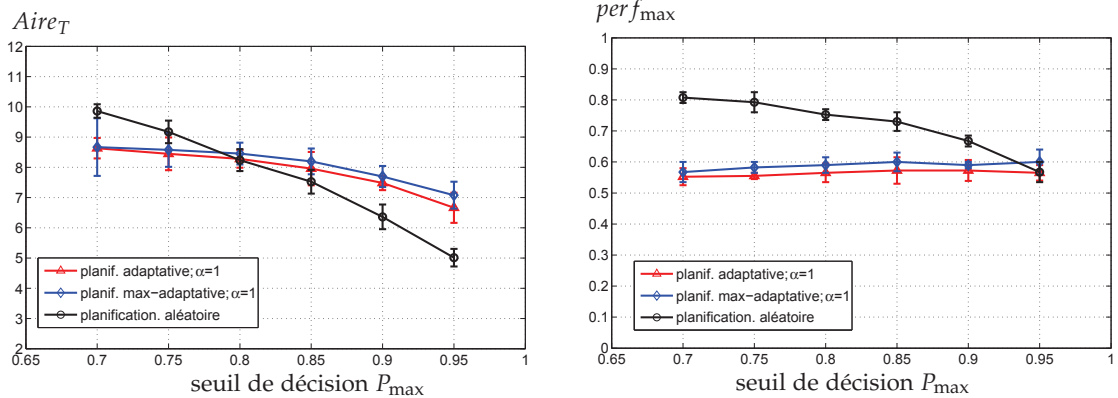 Aire_T
12
11
10
9
8
7
6
5
4
3
2
0.65 0.7 0.75 0.8 0.85 0.9 0.95 1
planif. adaptative; α=1
planif. max−adaptative; α=1
planification. aléatoire
seuil de décision P_max
perf_max
1
0.9
0.8
0.7
0.6
0.5
0.4
0.3
0.2
0.1
0
0.65 0.7 0.75 0.8 0.85 0.9 0.95 1
planif. adaptative; α=1
planif. max−adaptative; α=1
planification. aléatoire
seuil de décision P_max